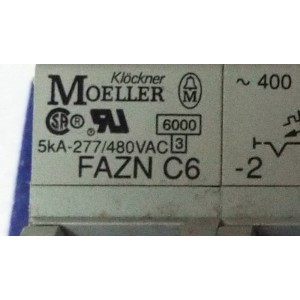 Klöckner
MOELLER
~ 400
6000
3
5kA-277/480VAC
FAZN C6
-2